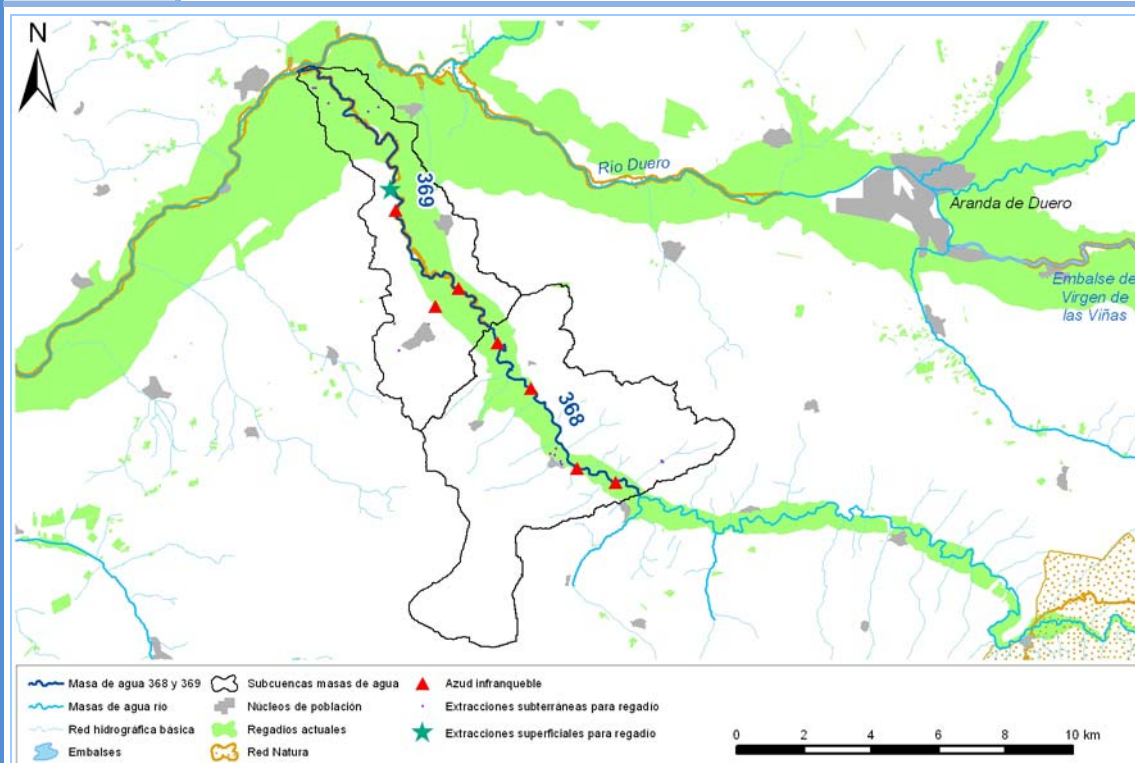 N
Río Duero
369
Aranda de Duero
Embalse de
Virgen de
las Viñas
368
Masa de agua 368 y 369
Subcuencas masas de agua
Azud infranqueable
Masas de agua río
Núcleos de población
Extracciones subterráneas para regadio
Red hidrográfica básica
Regadíos actuales
Extracciones superficiales para regadio
Embalses
Red Natura
0 2 4 6 8 10 km